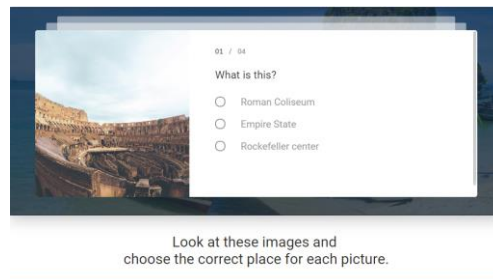 01 / 04
What is this?
Roman Coliseum
Empire State
Rockefeller center
Look at these images and
choose the correct place for each picture.